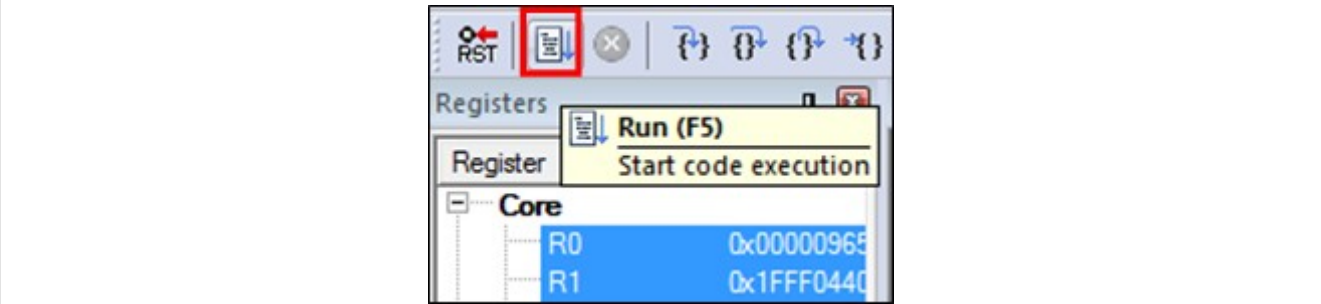 RST
Registers
Run (F5)
Start code execution
Register
Core
R0 0x00000965
R1 0x1FFF0440